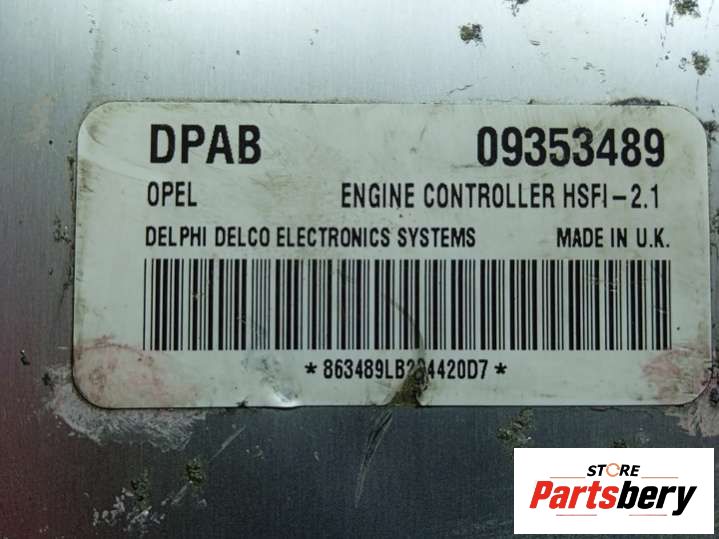 DPAB 09353489
OPEL ENGINE CONTROLLER HSFI-2.1
DELPHI DELCO ELECTRONICS SYSTEMS MADE IN U.K.
STORE
Partsbery